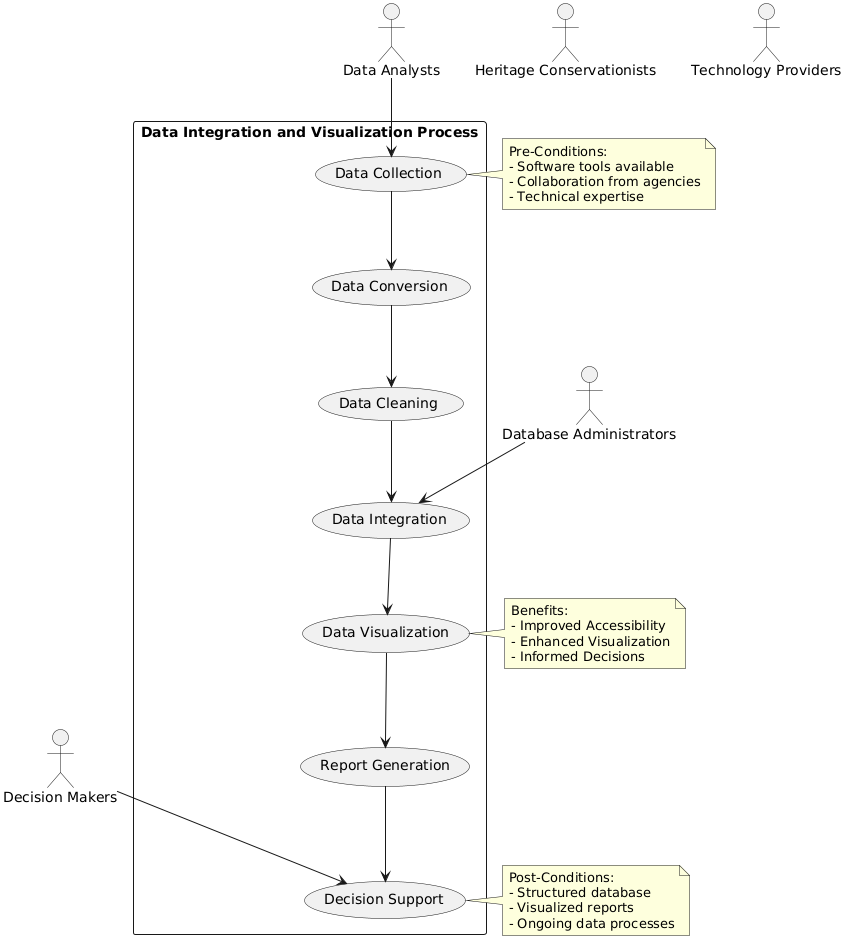 Data Analysts
Heritage Conservationists
Technology Providers
Data Integration and Visualization Process
Data Collection
Pre-Conditions:
- Software tools available
- Collaboration from agencies
- Technical expertise
Data Conversion
Data Cleaning
Database Administrators
Data Integration
Data Visualization
Benefits:
- Improved Accessibility
- Enhanced Visualization
- Informed Decisions
Report Generation
Decision Makers
Decision Support
Post-Conditions:
- Structured database
- Visualized reports
- Ongoing data processes